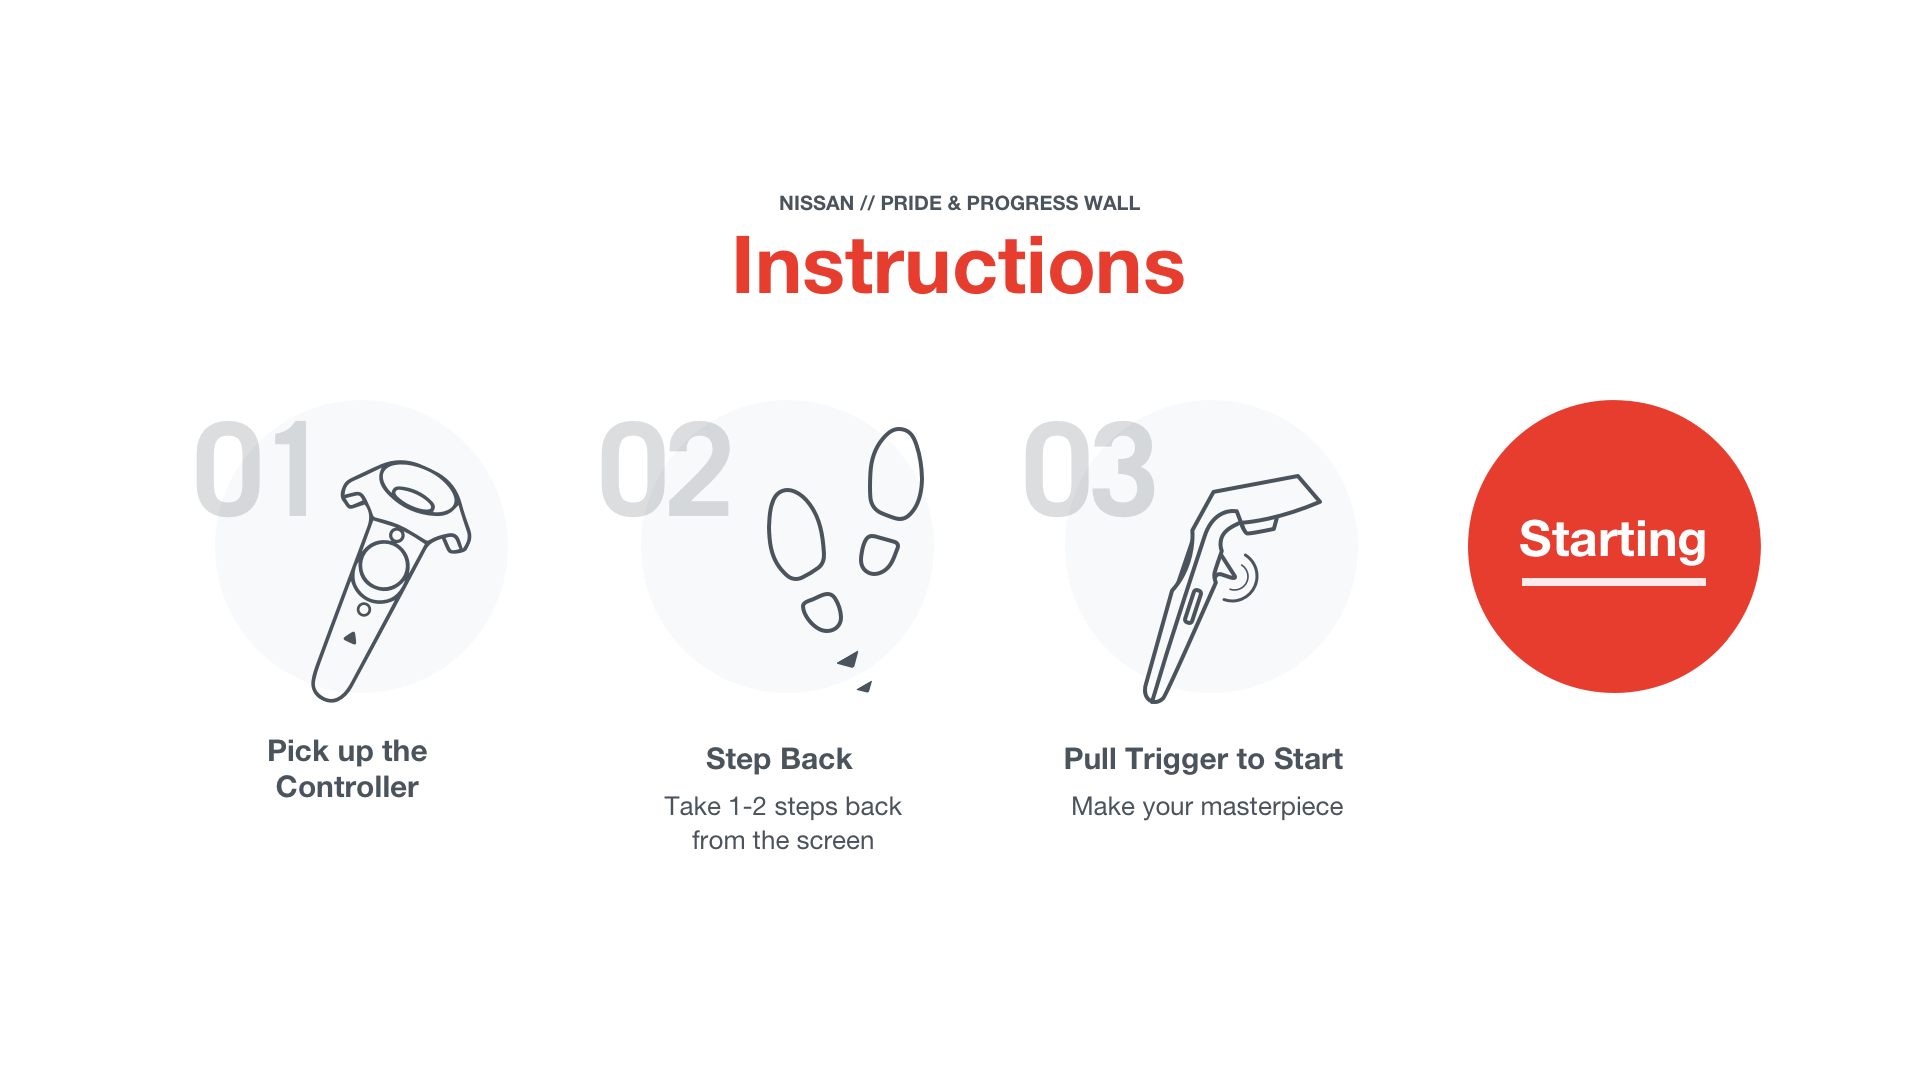 NISSAN // PRIDE & PROGRESS WALL
Instructions
01
Pick up the
Controller
02
Step Back
Take 1-2 steps back
from the screen
03
Pull Trigger to Start
Make your masterpiece
Starting